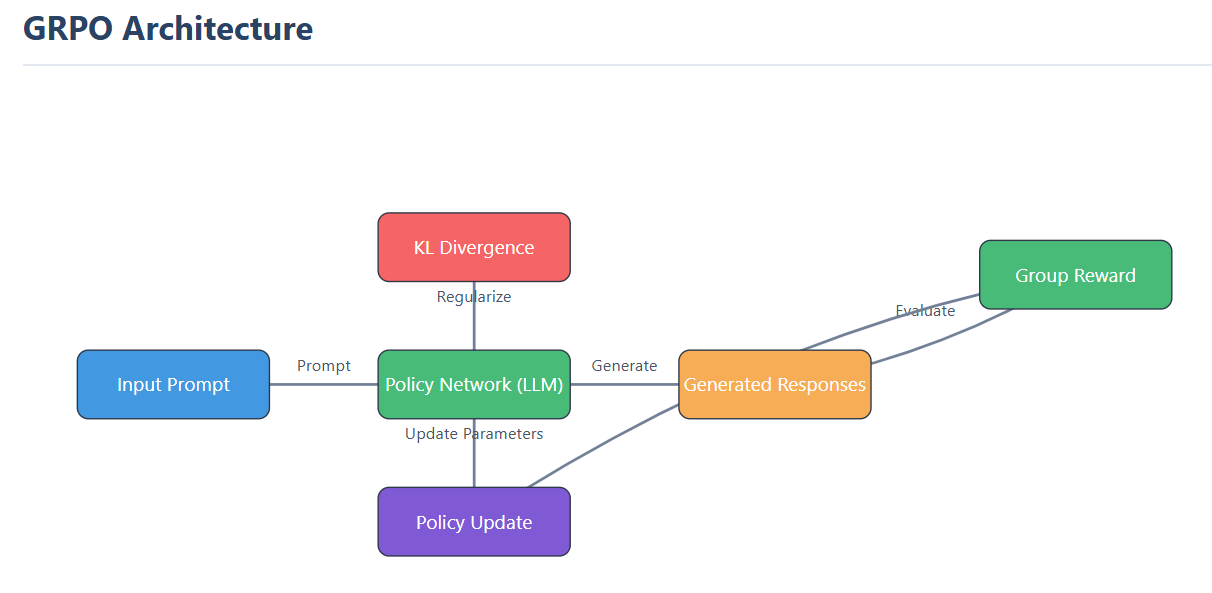 GRPO Architecture
KL Divergence
Regularize
Group Reward
Evaluate
Input Prompt
Prompt
Policy Network (LLM)
Generate
Generated Responses
Update Parameters
Policy Update